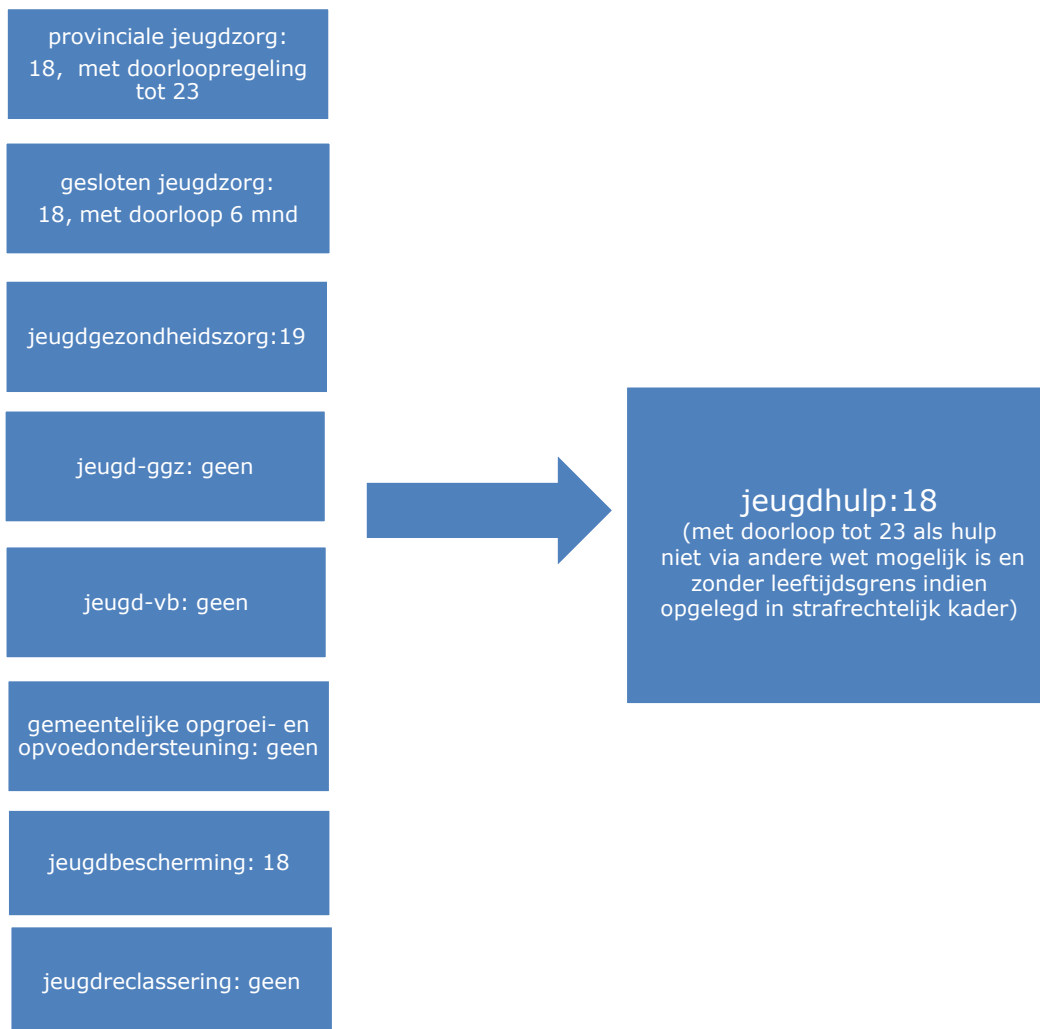 provinciale jeugdzorg:
18, met doorloopregeling
tot 23
gesloten jeugdzorg:
18, met doorloop 6 mnd
jeugdgezondheidszorg:19
jeugd-ggz: geen
jeugd-vb: geen
gemeentelijke opgroei- en
opvoedondersteuning: geen
jeugdbescherming: 18
jeugdreclassering: geen
jeugdhulp:18
(met doorloop tot 23 als hulp
niet via andere wet mogelijk is en
zonder leeftijdsgrens indien
opgelegd in strafrechtelijk kader)